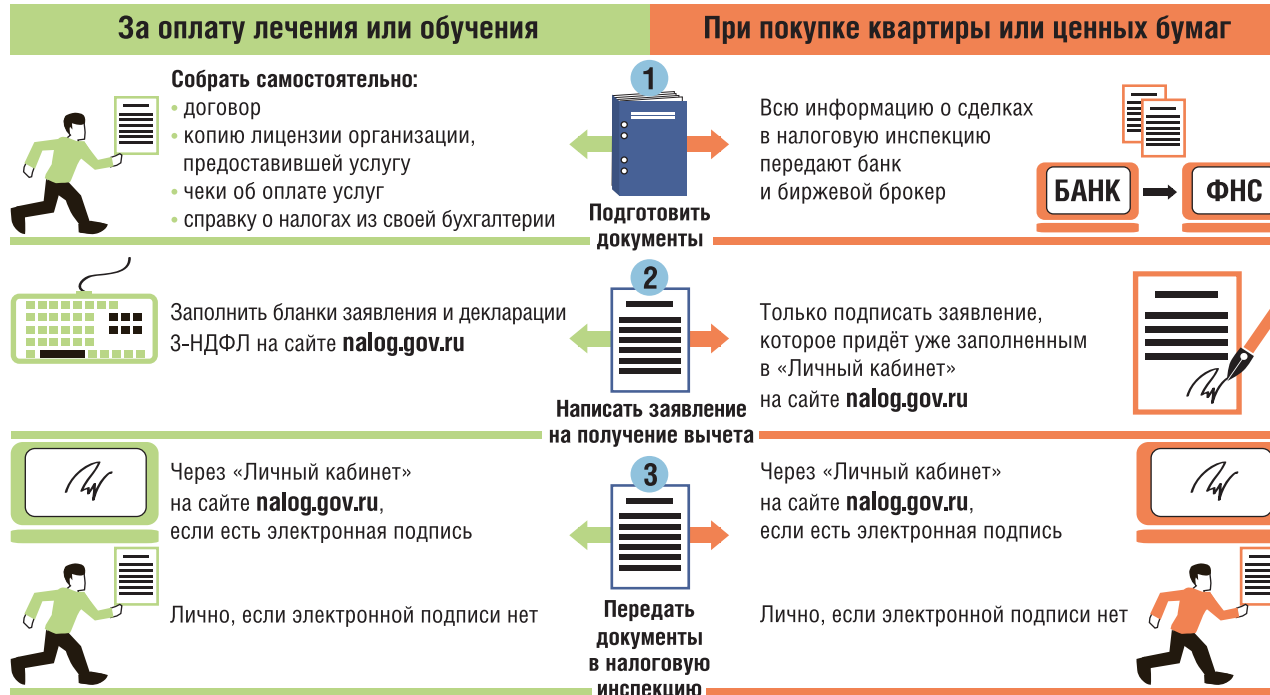 За оплату лечения или обучения
При покупке квартиры или ценных бумаг
Собрать самостоятельно:
• договор
• копию лицензии организации,
предоставившей услугу
• чеки об оплате услуг
• справку о налогах из своей бухгалтерии
1
Подготовить
документы
Всю информацию о сделках
в налоговую инспекцию
передают банк
и биржевой брокер
БАНК
ФНС
Заполнить бланки заявления и декларации
3-НДФЛ на сайте nalog.gov.ru
2
Написать заявление
на получение вычета
Только подписать заявление,
которое придёт уже заполненным
в «Личный кабинет»
на сайте nalog.gov.ru
Через «Личный кабинет»
на сайте nalog.gov.ru,
если есть электронная подпись
Лично, если электронной подписи нет
3
Передать
документы
в налоговую
инспекцию
Через «Личный кабинет»
на сайте nalog.gov.ru,
если есть электронная подпись
Лично, если электронной подписи нет